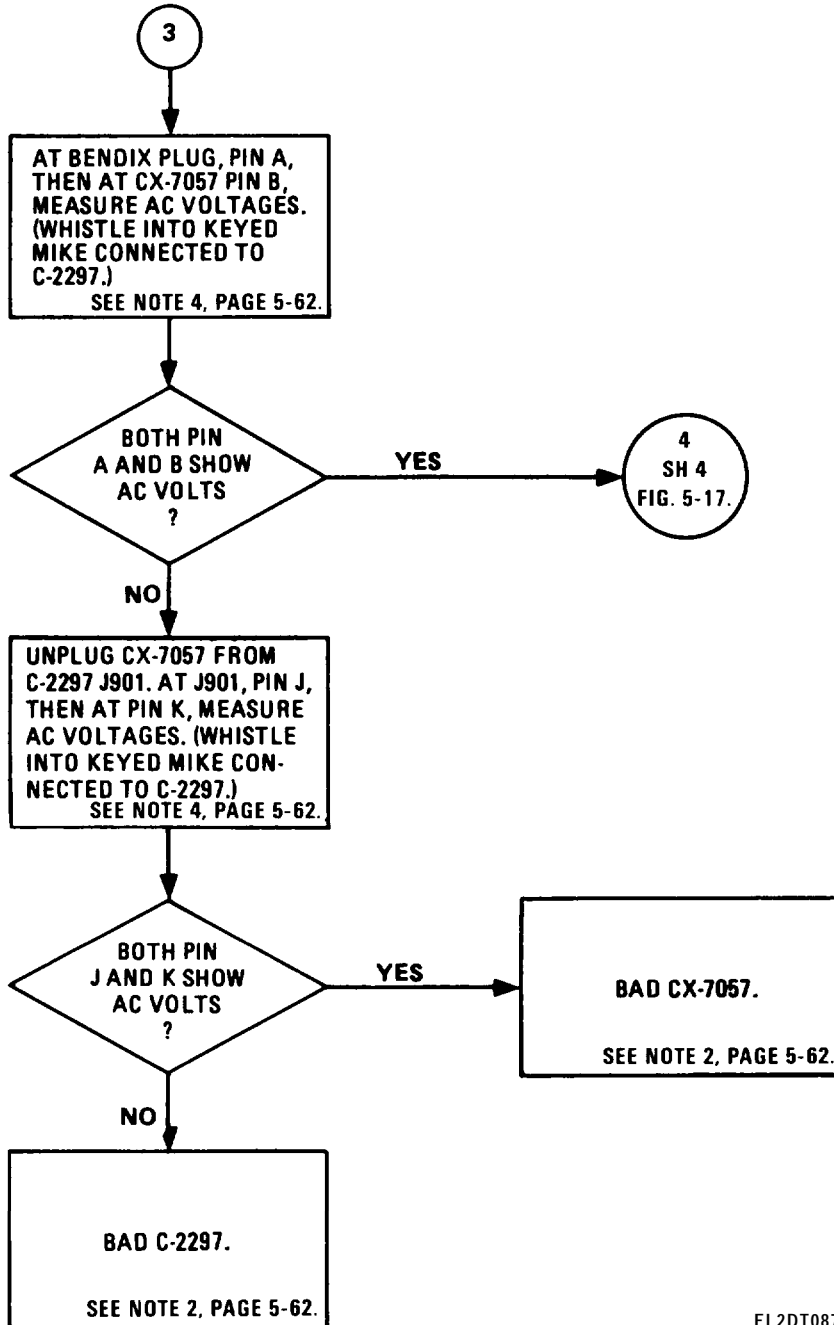 3
AT BENDIX PLUG, PIN A,
THEN AT CX-7057 PIN B,
MEASURE AC VOLTAGES.
(WHISTLE INTO KEYED
MIKE CONNECTED TO
C-2297.)
SEE NOTE 4, PAGE 5-62.
BOTH PIN
A AND B SHOW
AC VOLTS
?
YES
4
SH 4
FIG. 5-17.
NO
UNPLUG CX-7057 FROM
C-2297 J901. AT J901, PIN J,
THEN AT PIN K, MEASURE
AC VOLTAGES. (WHISTLE
INTO KEYED MIKE CON-
NECTED TO C-2297.)
SEE NOTE 4, PAGE 5-62.
BOTH PIN
J AND K SHOW
AC VOLTS
?
YES
BAD CX-7057.
SEE NOTE 2, PAGE 5-62.
NO
BAD C-2297.
SEE NOTE 2, PAGE 5-62.
EL2DT087